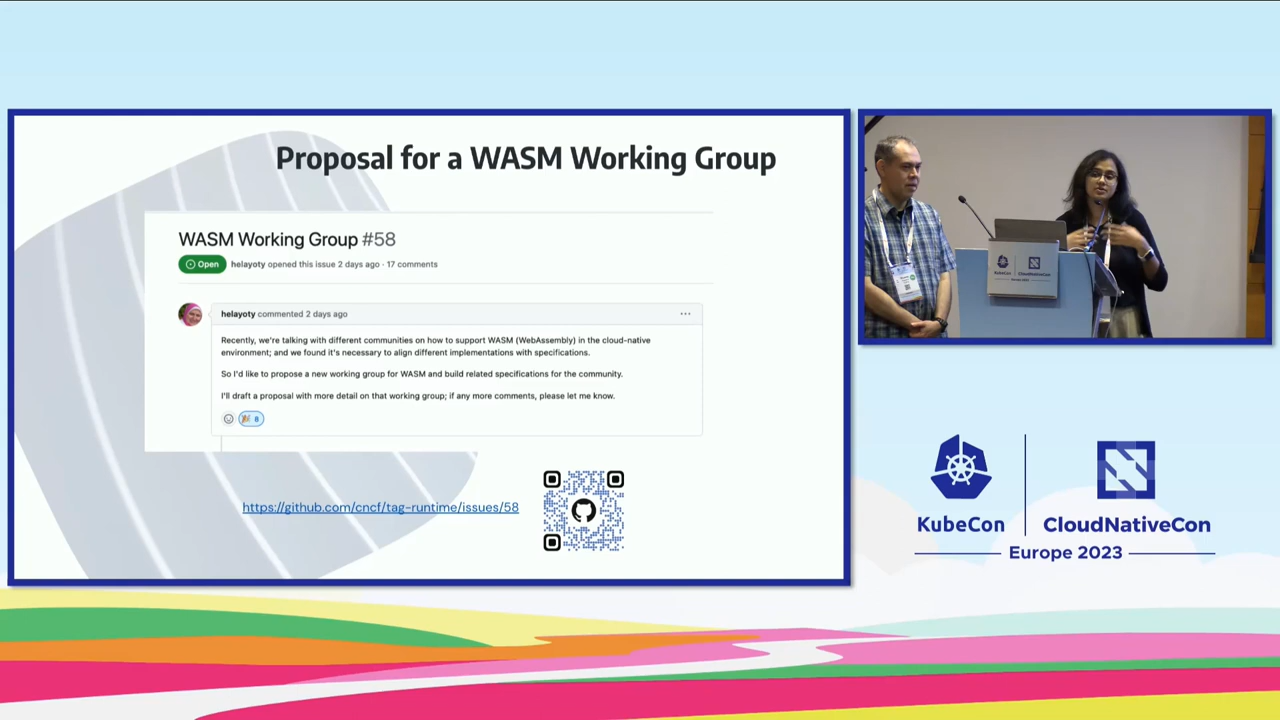 Proposal for a WASM Working Group
WASM Working Group #58
Open
helayoty opened this issue 2 days ago · 17 comments
helayoty commented 2 days ago
Recently, we're talking with different communities on how to support WASM (WebAssembly) in the cloud-native
environment; and we found it's necessary to align different implementations with specifications.
So I'd like to propose a new working group for WASM and build related specifications for the community.
I'll draft a proposal with more detail on that working group; if any more comments, please let me know.
8
https://github.com/cncf/tag-runtime/issues/58
KubeCon
CloudNativeCon
KubeCon
CloudNativeCon
Europe 2023